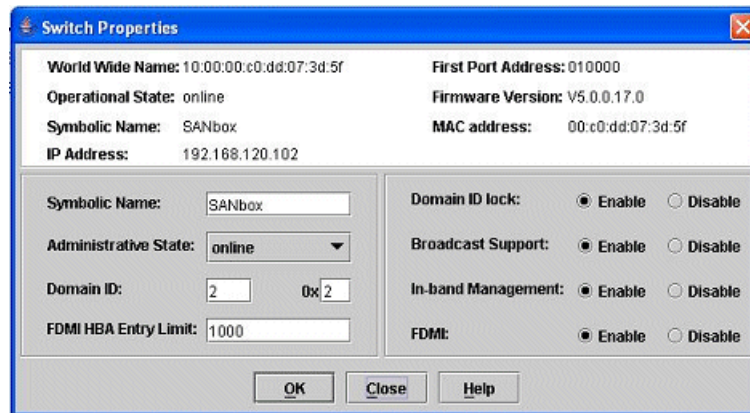 Switch Properties
World Wide Name: 10:00:00:c0:dd:07:3d:5f
First Port Address: 010000
Operational State: online
Firmware Version: V5.0.0.17.0
Symbolic Name: SANbox
MAC address: 00:c0:dd:07:3d:5f
IP Address: 192.168.120.102
Symbolic Name: SANbox
Administrative State: online
Domain ID: 2 0x 2
FDMI HBA Entry Limit: 1000
Domain ID lock: Enable Disable
Broadcast Support: Enable Disable
In-band Management: Enable Disable
FDMI: Enable Disable
OK Close Help